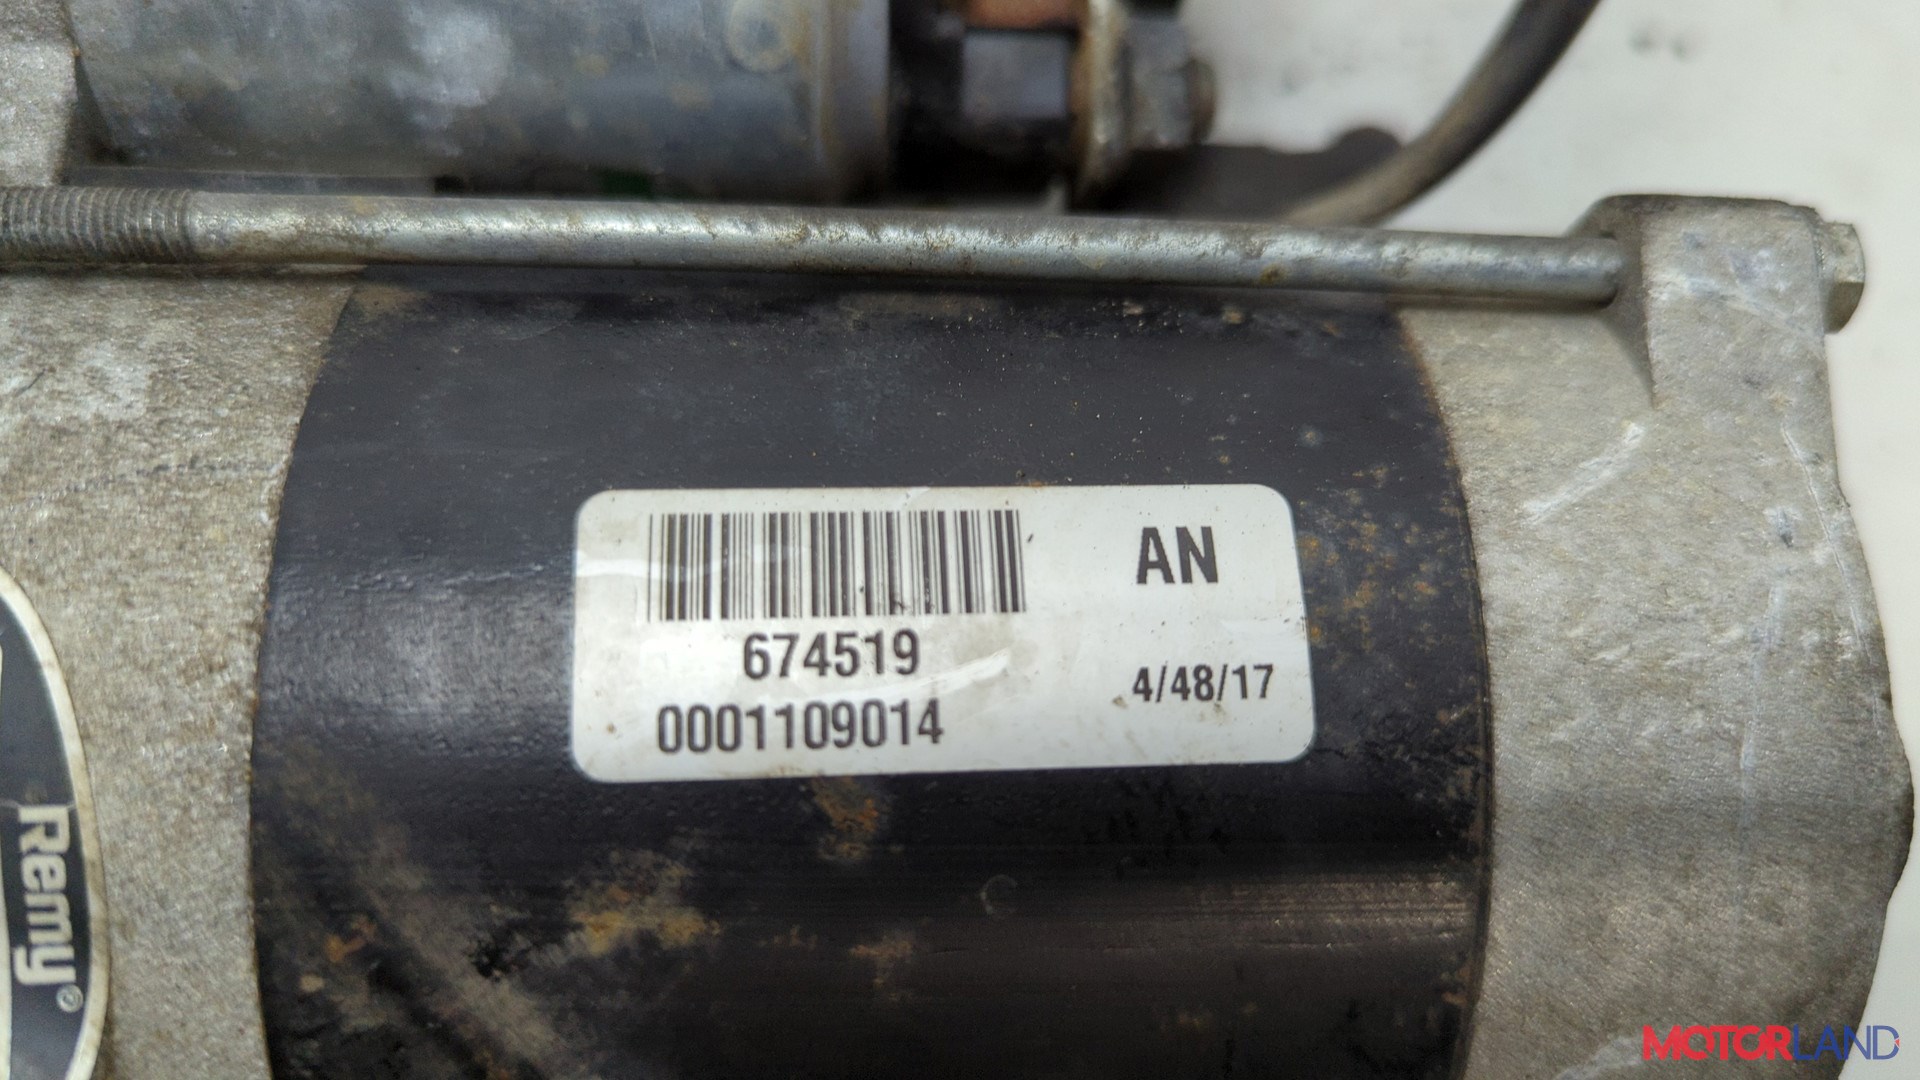 AN
674519
4/48/17
0001109014
Remy®
MOTORLAND